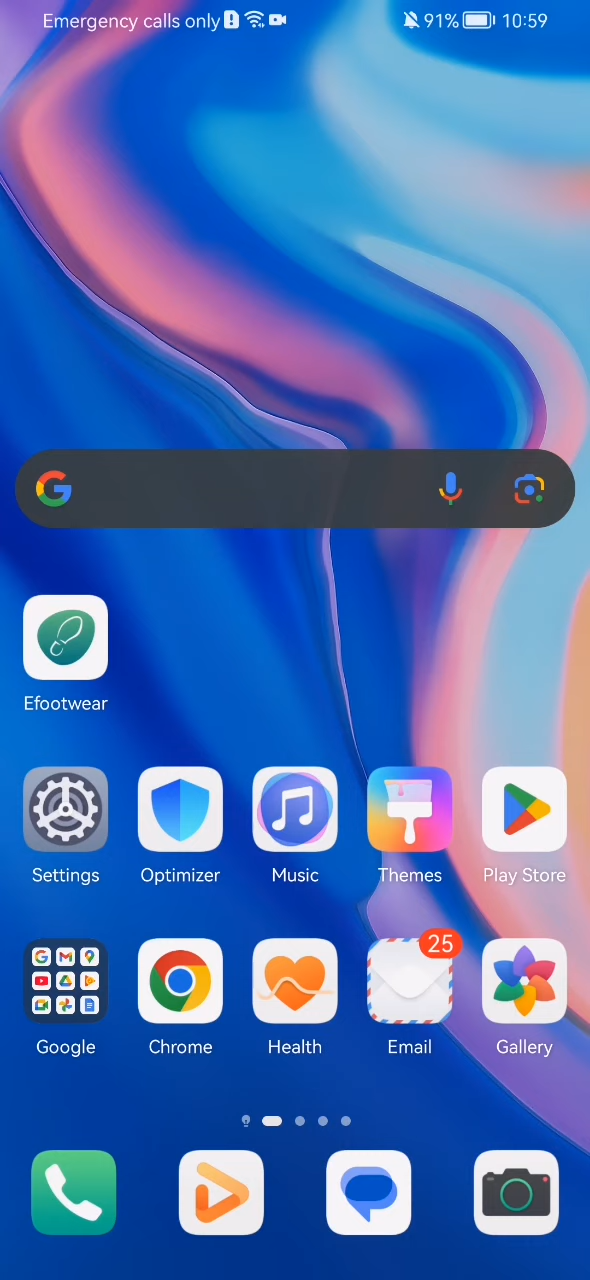 Emergency calls only 91% 10:59
Efootwear
Settings Optimizer Music Themes Play Store
25
Google Chrome Health Email Gallery